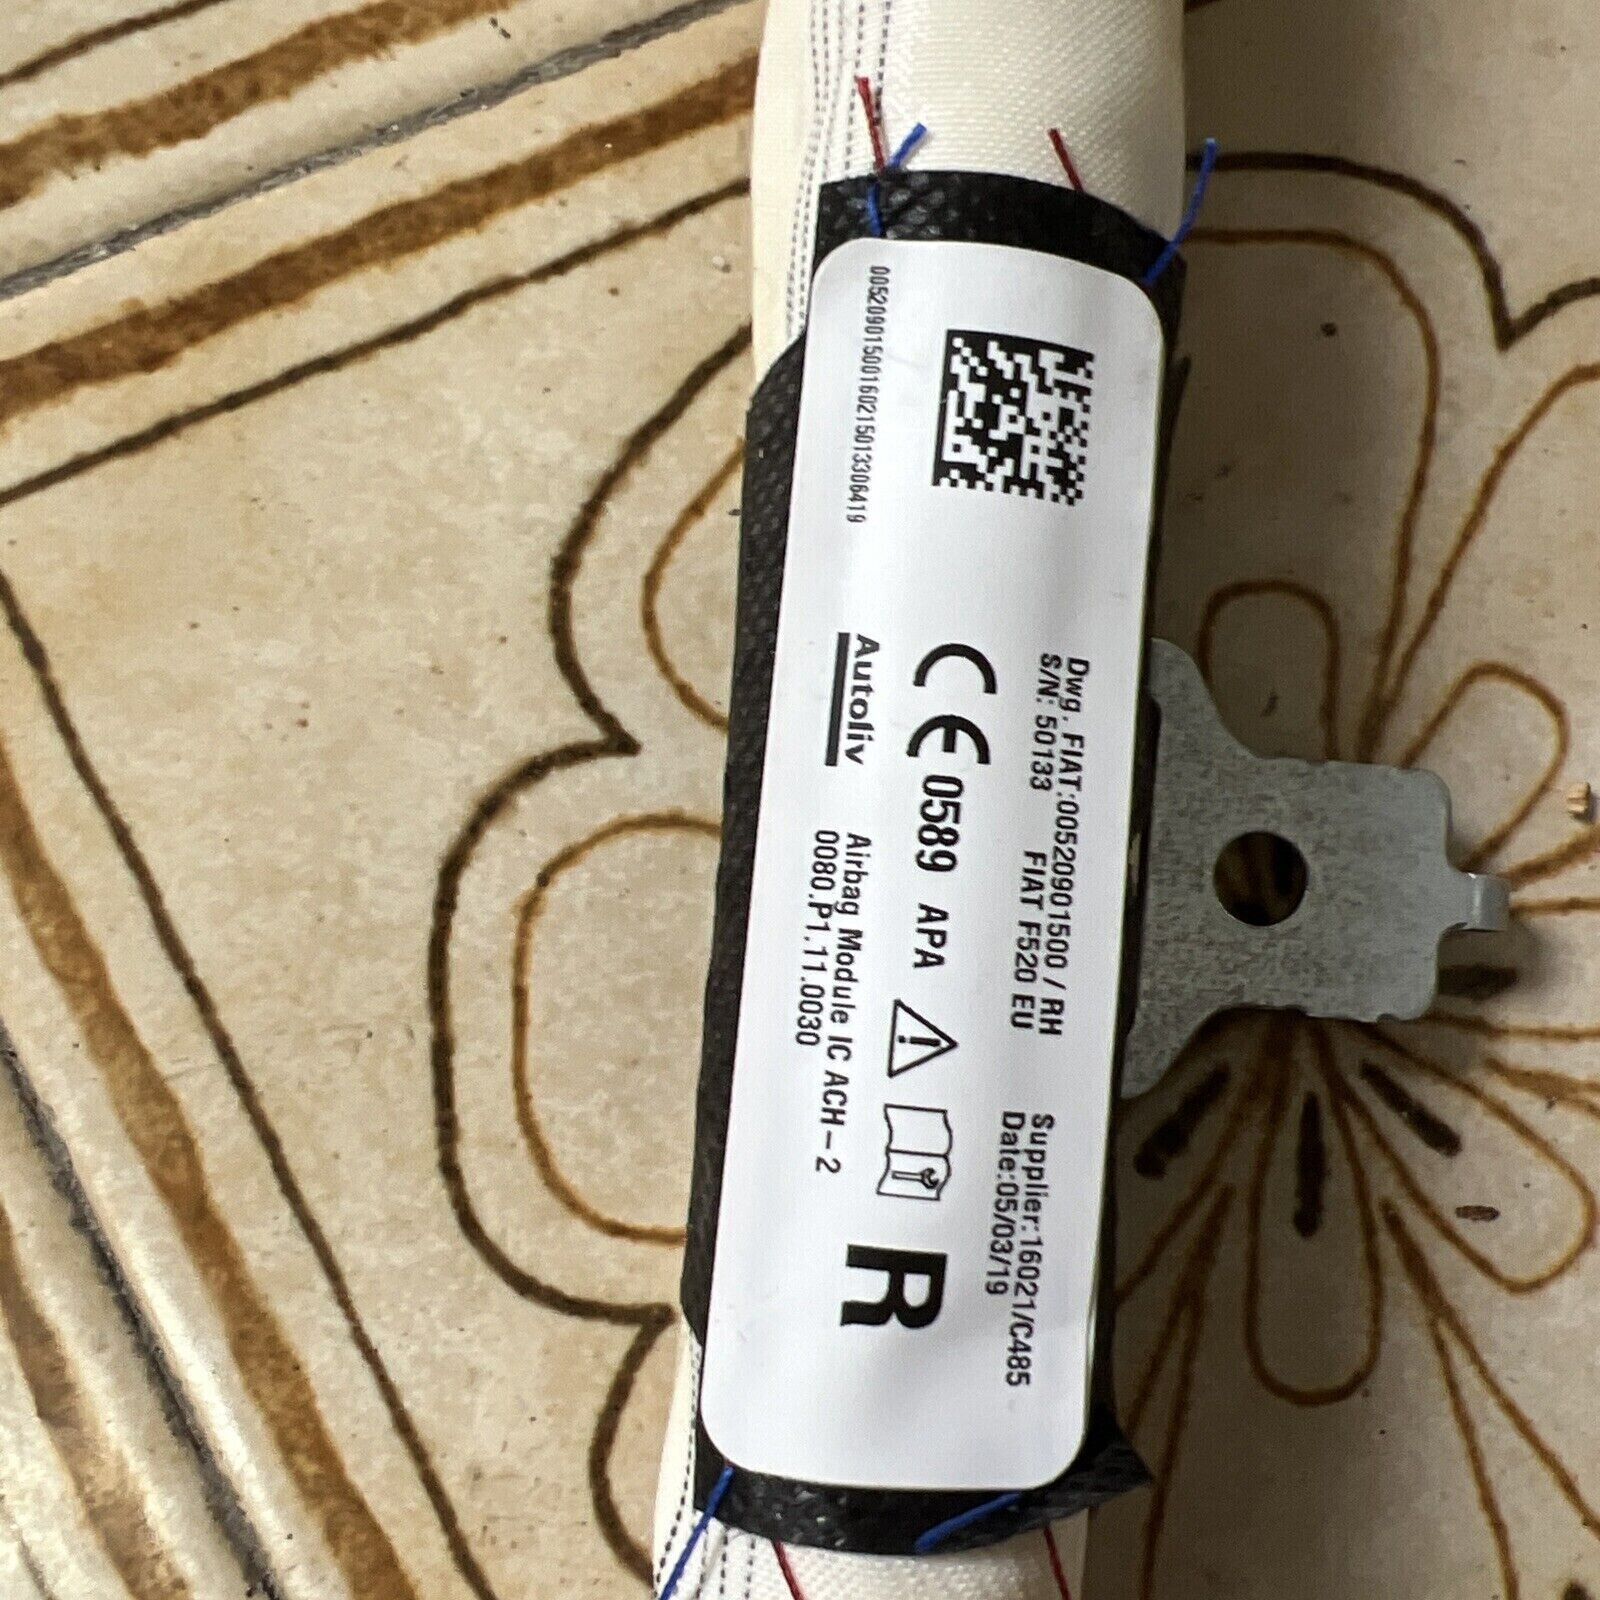 00520901500160215013306419
Dwg. FIAT:00520901500 / RH
S/N: 50133 FIAT F520 EU
Supplier:16021/C485
Date:05/03/19
CE 0589 APA
R
Autoliv
Airbag Module IC ACH-2
0080.P1.11.0030